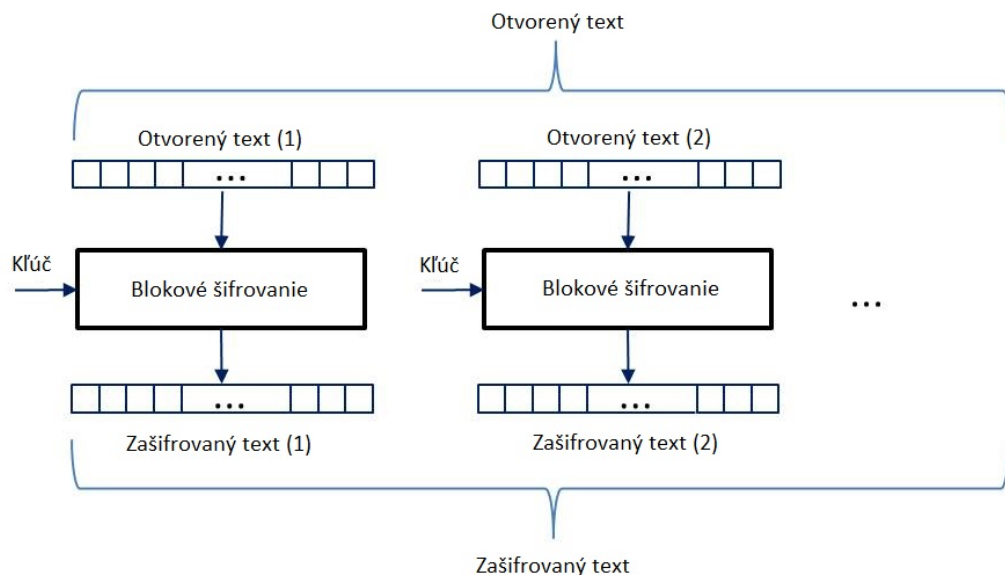 Otvorený text
Otvorený text (1)
Otvorený text (2)
...
...
Kľúč
Blokové šifrovanie
Kľúč
Blokové šifrovanie
...
...
...
Zašifrovaný text (1)
Zašifrovaný text (2)
Zašifrovaný text